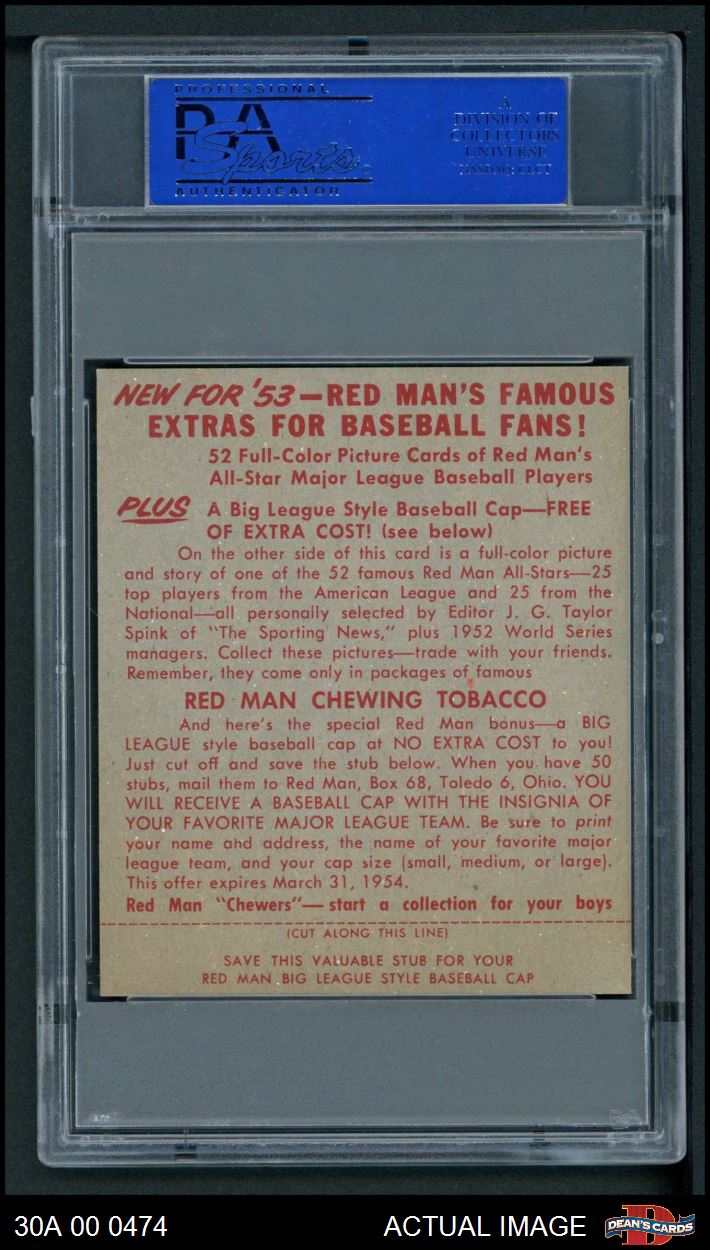 PROFESSIONAL
PSA
Sports
AUTHENTICATOR
A
DIVISION OF
COLLECTORS
UNIVERSE
NASDAQ: CLCT
NEW FOR '53—RED MAN'S FAMOUS
EXTRAS FOR BASEBALL FANS!
52 Full-Color Picture Cards of Red Man's
All-Star Major League Baseball Players
PLUS A Big League Style Baseball Cap—FREE
OF EXTRA COST! (see below)
On the other side of this card is a full-color picture
and story of one of the 52 famous Red Man All-Stars—25
top players from the American League and 25 from the
National—all personally selected by Editor J. G. Taylor
Spink of "The Sporting News," plus 1952 World Series
managers. Collect these pictures—trade with your friends.
Remember, they come only in packages of famous
RED MAN CHEWING TOBACCO
And here's the special Red Man bonus—a BIG
LEAGUE style baseball cap at NO EXTRA COST to you!
Just cut off and save the stub below. When you have 50
stubs, mail them to Red Man, Box 68, Toledo 6, Ohio. YOU
WILL RECEIVE A BASEBALL CAP WITH THE INSIGNIA OF
YOUR FAVORITE MAJOR LEAGUE TEAM. Be sure to print
your name and address, the name of your favorite major
league team, and your cap size (small, medium, or large).
This offer expires March 31, 1954.
Red Man "Chewers"—start a collection for your boys
(CUT ALONG THIS LINE)
SAVE THIS VALUABLE STUB FOR YOUR
RED MAN BIG LEAGUE STYLE BASEBALL CAP
PSA
30A 00 0474 ACTUAL IMAGE
D
DEAN'S CARDS